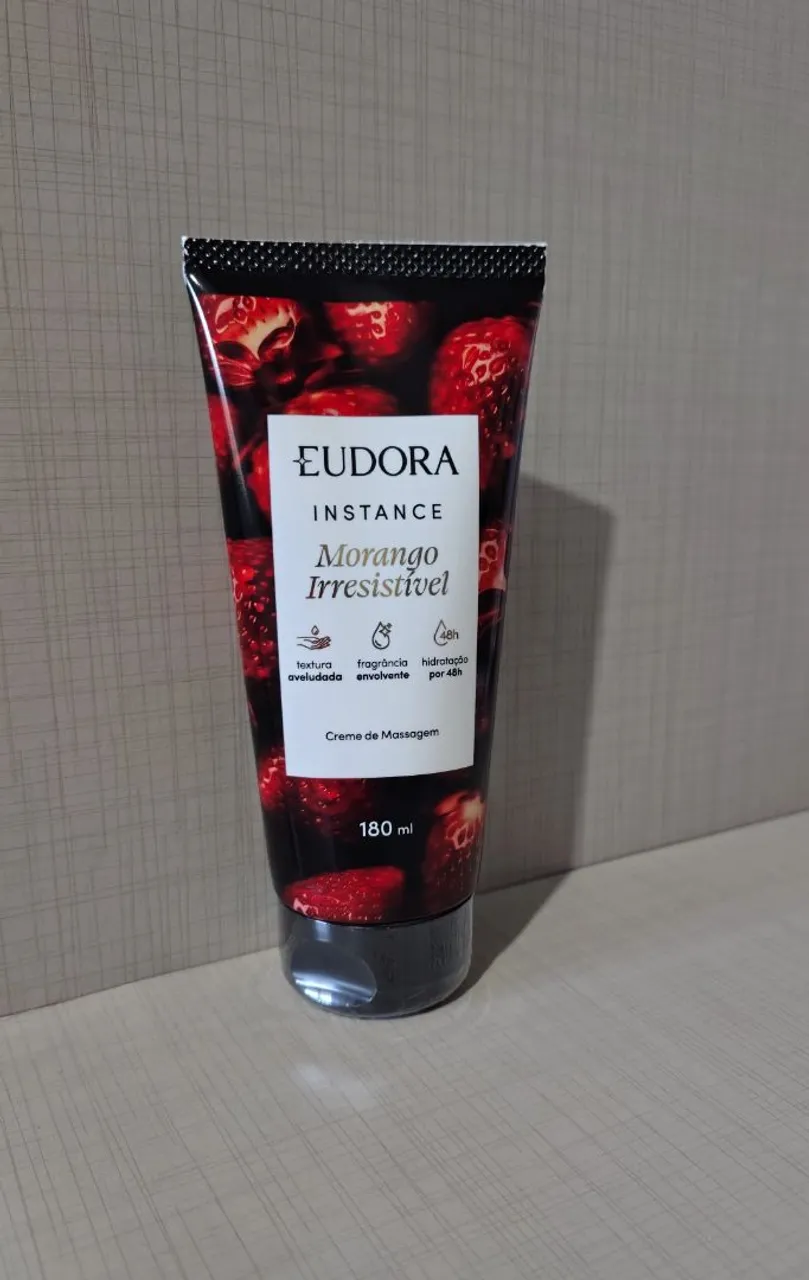 EUDORA
INSTANCE
Morango
Irresistível
48h
textura
aveludada
fragrância
envolvente
hidratação
por 48h
Creme de Massagem
180 ml